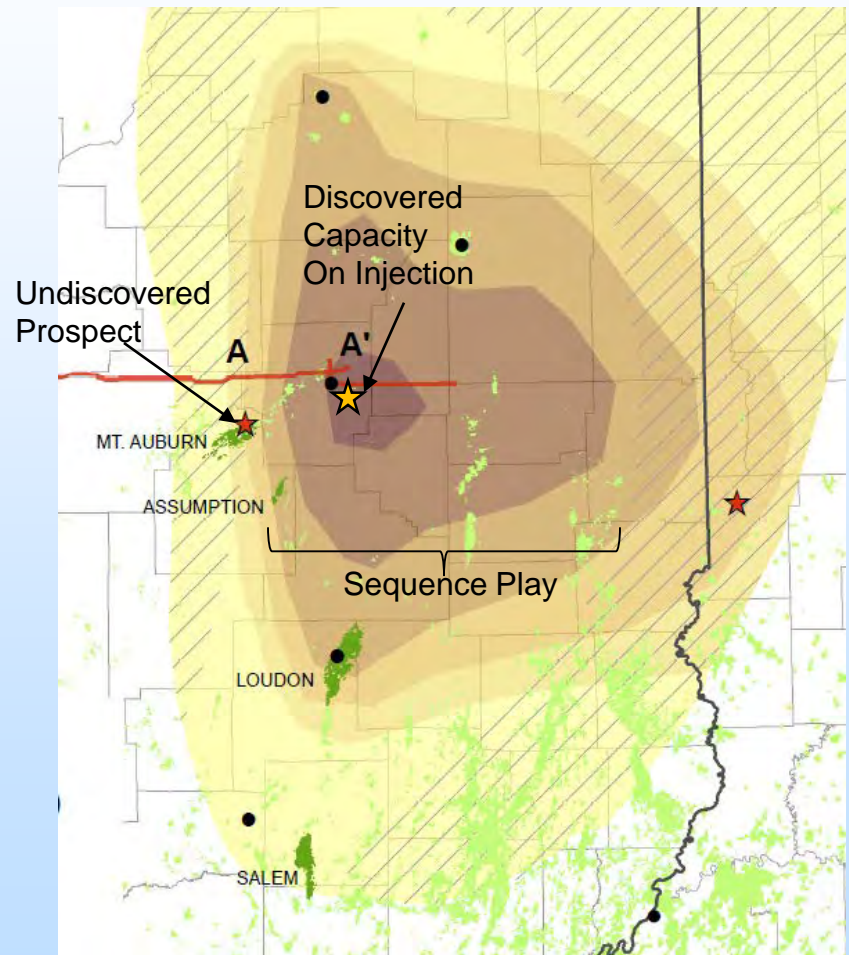 Discovered
Capacity
On Injection
Undiscovered
Prospect
A
A'
MT. AUBURN
ASSUMPTION
Sequence Play
LOUDON
SALEM